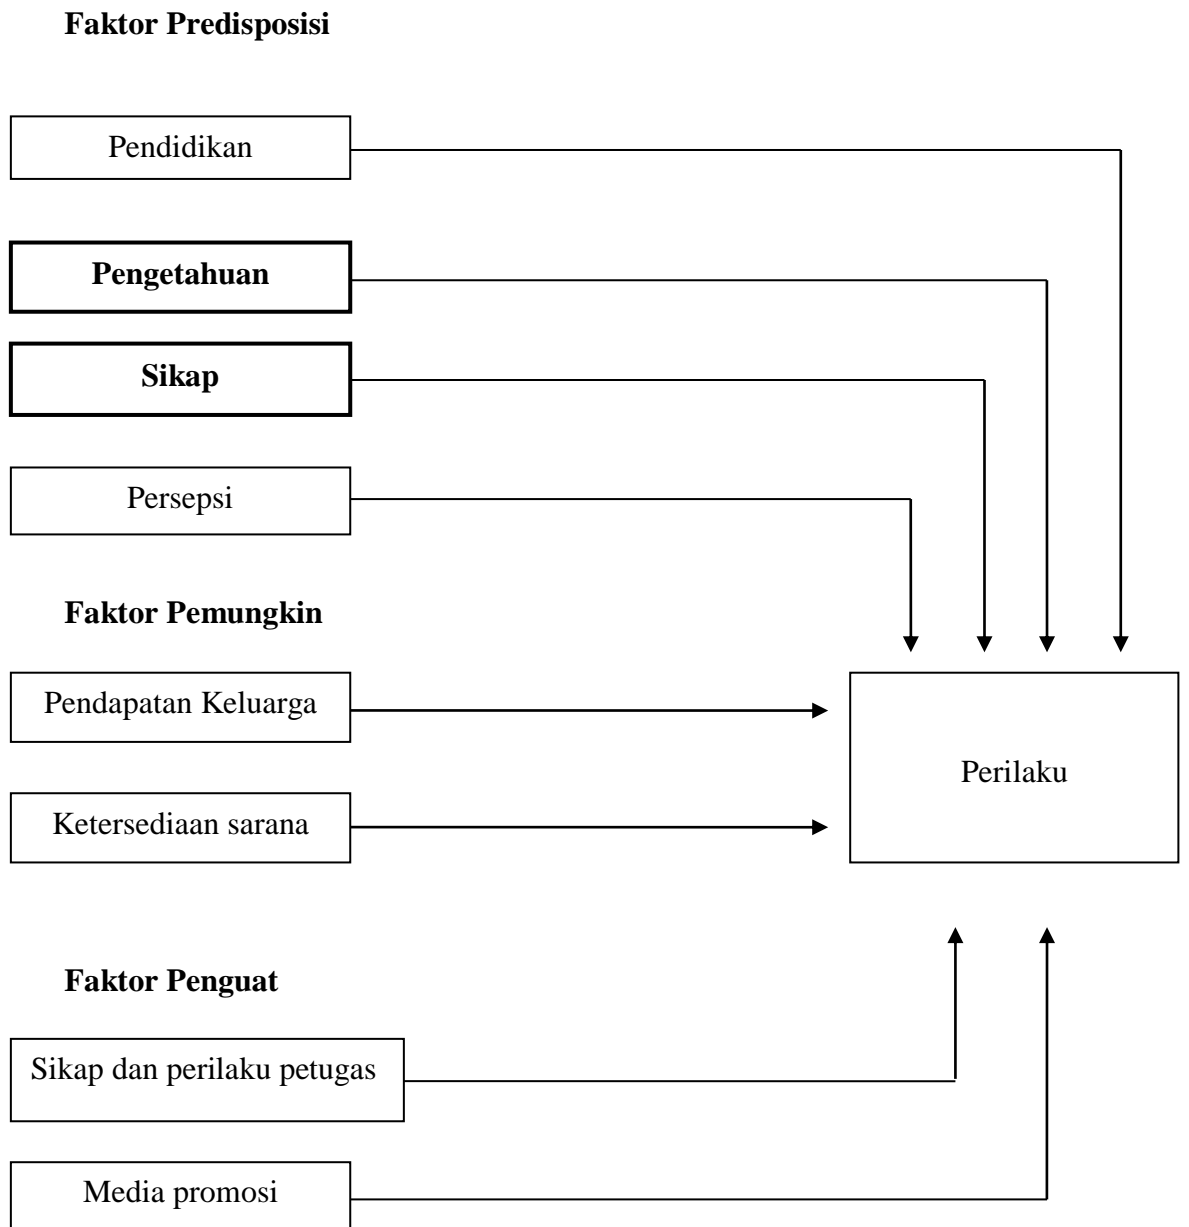 Faktor Predisposisi
Pendidikan
Pengetahuan
Sikap
Persepsi
Faktor Pemungkin
Pendapatan Keluarga
Perilaku
Ketersediaan sarana
Faktor Penguat
Sikap dan perilaku petugas
Media promosi